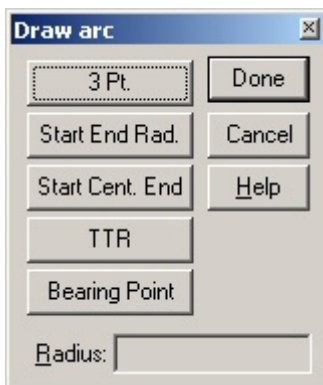 Draw arc
3 Pt.
Done
Start End Rad.
Cancel
Start Cent. End
Help
TTR
Bearing Point
Radius: